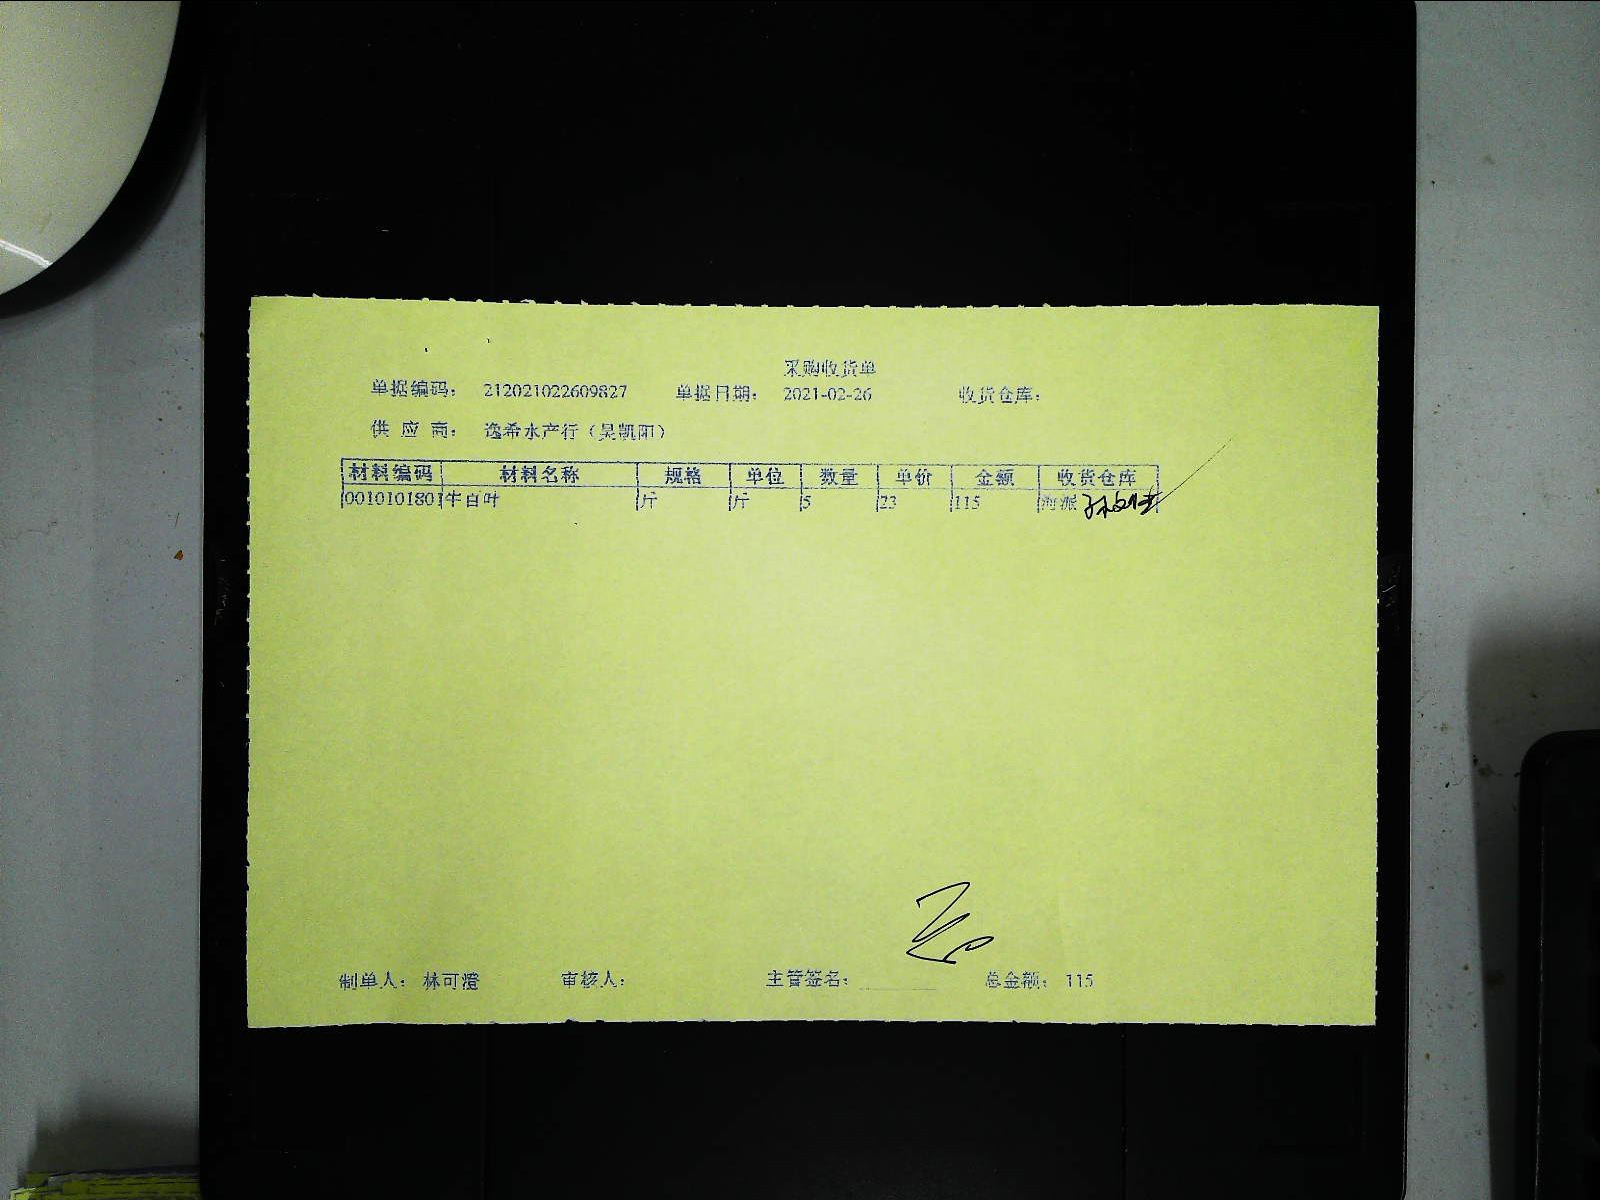 采购收货单
单据编码： 212021022609827 单据日期： 2021-02-26 收货仓库：
供 应 商： 逸希水产行（吴凯阳）
材料编码 材料名称 规格 单位 数量 单价 金额 收货仓库
0010101801 牛白叶 斤 斤 5 23 115 海派
制单人： 林可澄 审核人： 主管签名： 总金额： 115